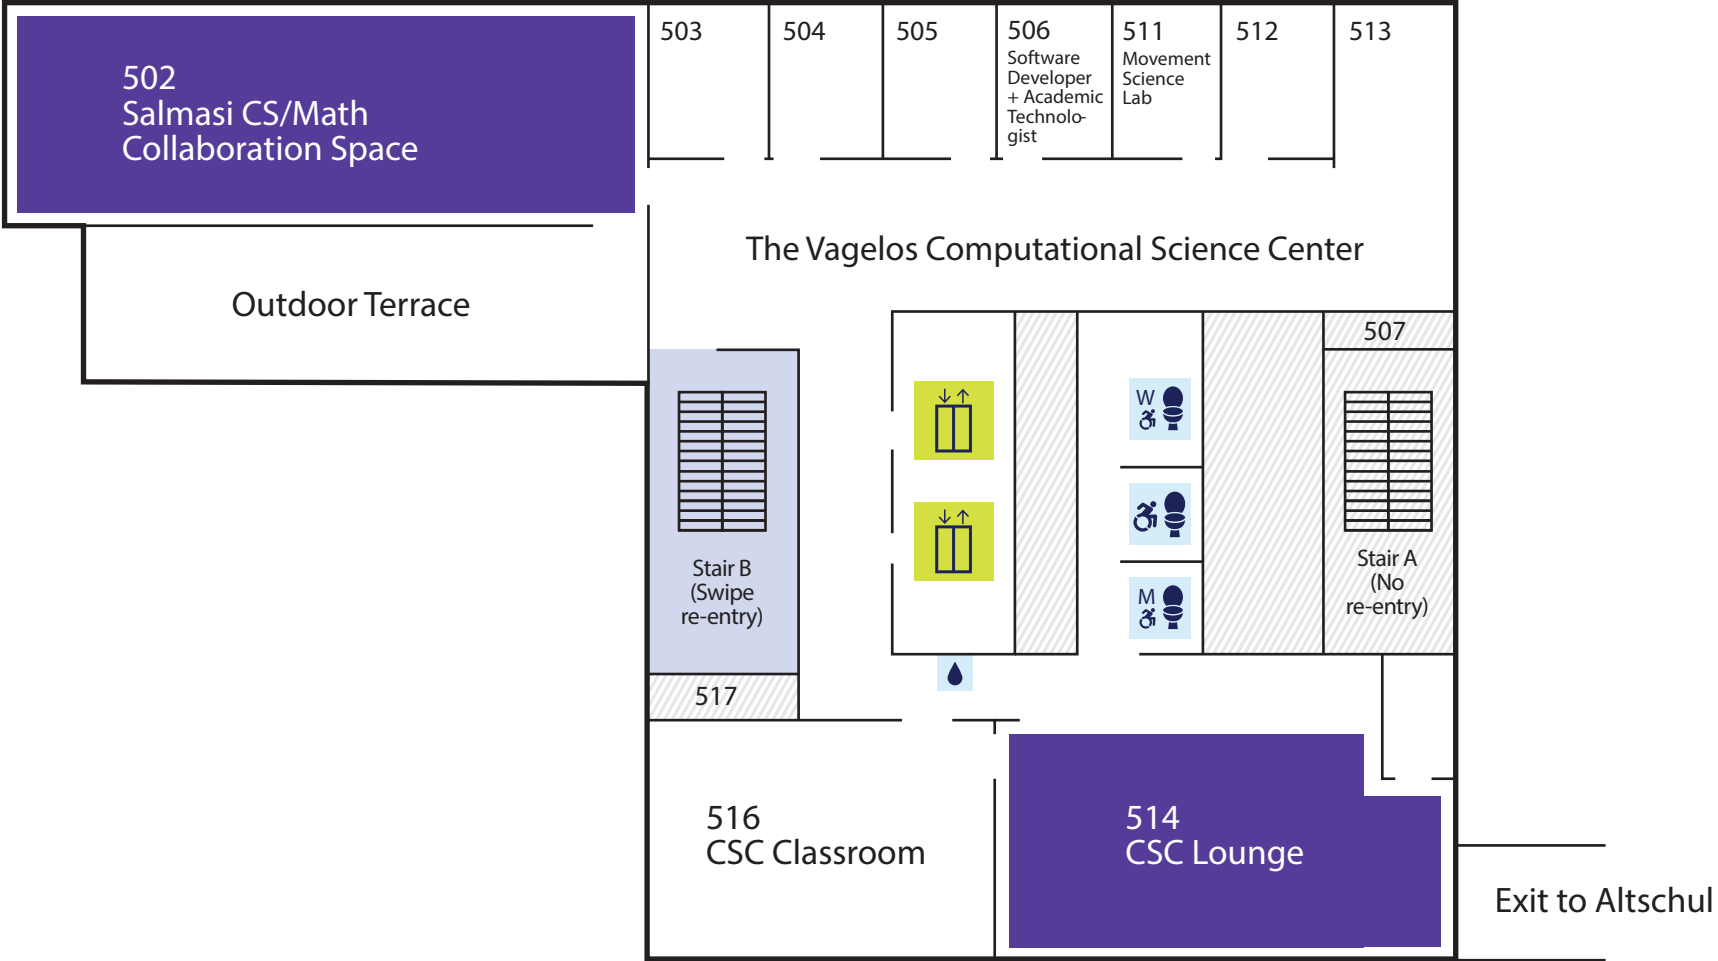 502
Salmasi CS/Math
Collaboration Space
503
504
505
506
Software
Developer
+ Academic
Technolo-
gist
511
Movement
Science
Lab
512
513
The Vagelos Computational Science Center
Outdoor Terrace
507
W
M
Stair B
(Swipe
re-entry)
Stair A
(No
re-entry)
517
516
CSC Classroom
514
CSC Lounge
Exit to Altschul